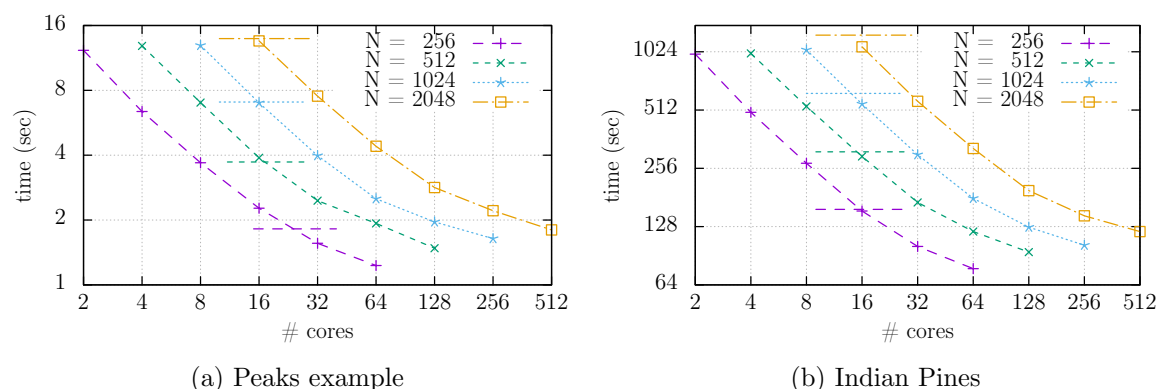 16
8
4
2
1
time (sec)
2 4 8 16 32 64 128 256 512
# cores
N = 256
N = 512
N = 1024
N = 2048
(a) Peaks example
1024
512
256
128
64
time (sec)
2 4 8 16 32 64 128 256 512
# cores
N = 256
N = 512
N = 1024
N = 2048
(b) Indian Pines